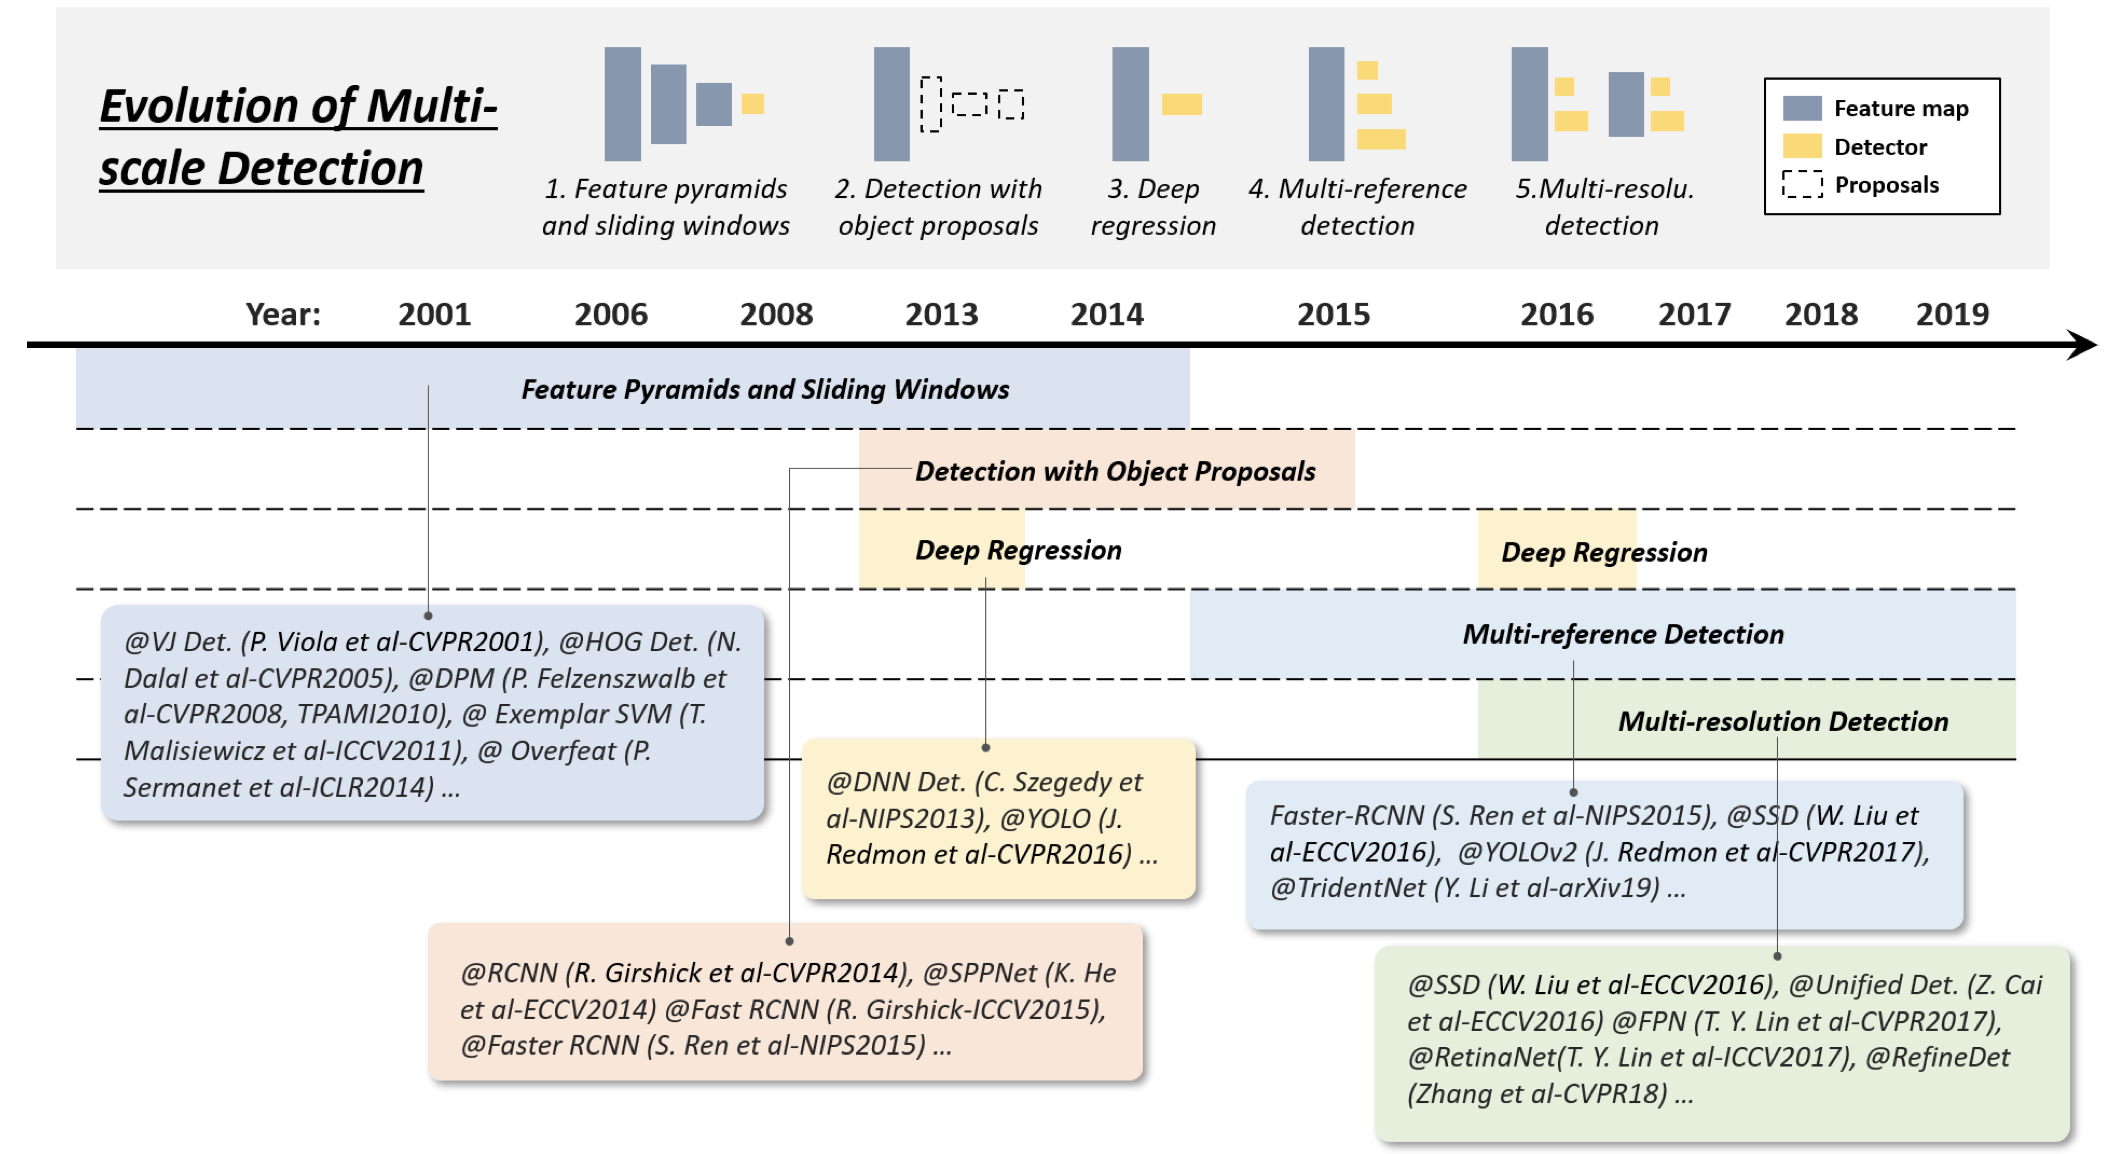 Evolution of Multi-
scale Detection
1. Feature pyramids
and sliding windows
2. Detection with
object proposals
3. Deep
regression
4. Multi-reference
detection
5.Multi-resolu.
detection
Feature map
Detector
Proposals
Year: 2001 2006 2008 2013 2014 2015 2016 2017 2018 2019
Feature Pyramids and Sliding Windows
Detection with Object Proposals
Deep Regression
Deep Regression
Multi-reference Detection
Multi-resolution Detection
@VJ Det. (P. Viola et al-CVPR2001), @HOG Det. (N.
Dalal et al-CVPR2005), @DPM (P. Felzenszwalb et
al-CVPR2008, TPAMI2010), @ Exemplar SVM (T.
Malisiewicz et al-ICCV2011), @ Overfeat (P.
Sermanet et al-ICLR2014) ...
@DNN Det. (C. Szegedy et
al-NIPS2013), @YOLO (J.
Redmon et al-CVPR2016) ...
Faster-RCNN (S. Ren et al-NIPS2015), @SSD (W. Liu et
al-ECCV2016), @YOLOv2 (J. Redmon et al-CVPR2017),
@TridentNet (Y. Li et al-arXiv19) ...
@RCNN (R. Girshick et al-CVPR2014), @SPPNet (K. He
et al-ECCV2014) @Fast RCNN (R. Girshick-ICCV2015),
@Faster RCNN (S. Ren et al-NIPS2015) ...
@SSD (W. Liu et al-ECCV2016), @Unified Det. (Z. Cai
et al-ECCV2016) @FPN (T. Y. Lin et al-CVPR2017),
@RetinaNet(T. Y. Lin et al-ICCV2017), @RefineDet
(Zhang et al-CVPR18) ...